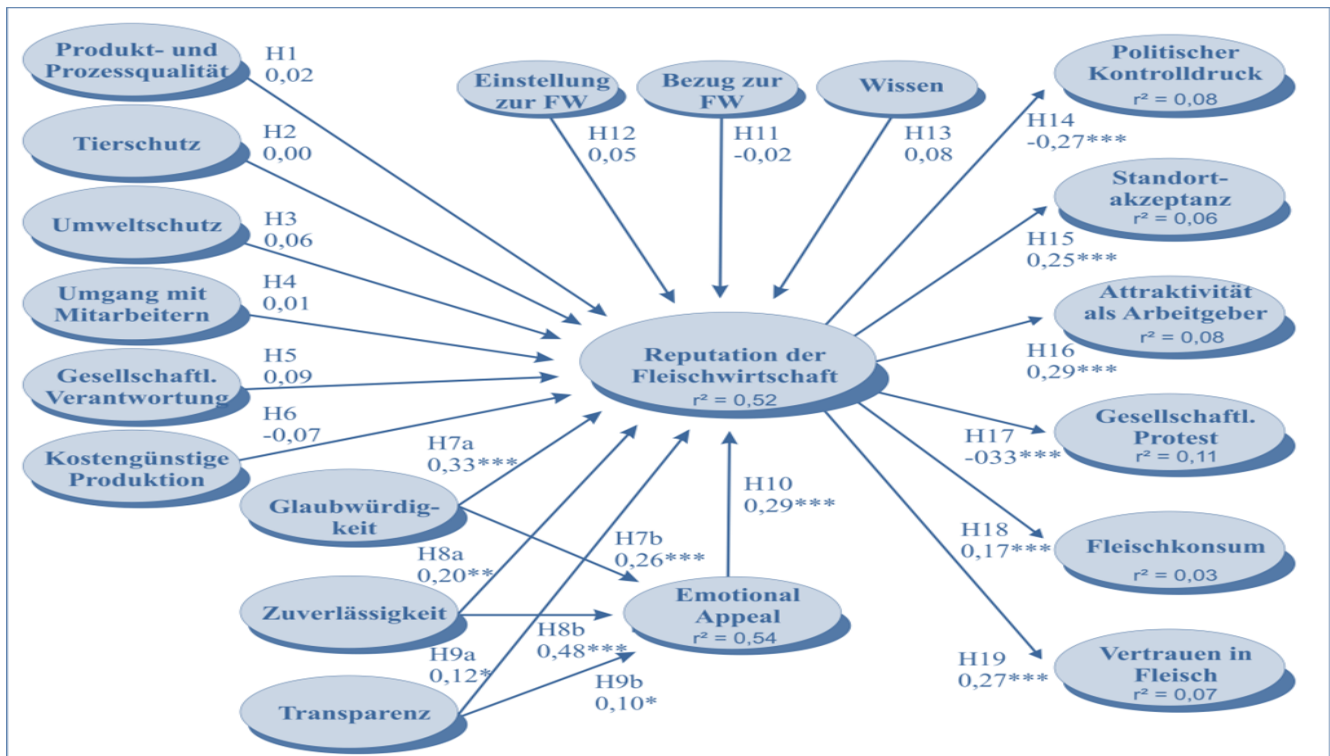 Produkt- und
Prozessqualität
H1
0,02
Tierschutz
H2
0,00
Umweltschutz
H3
0,06
Umgang mit
Mitarbeitern
H4
0,01
Gesellschaftl.
Verantwortung
H5
0,09
Kostengünstige
Produktion
H6
-0,07
Einstellung
zur FW
H12
0,05
Bezug zur
FW
H11
-0,02
Wissen
H13
0,08
Reputation der
Fleischwirtschaft
r² = 0,52
Glaubwürdig-
keit
H7a
0,33***
H7b
0,26***
Zuverlässigkeit
H8a
0,20**
H8b
0,48***
Transparenz
H9a
0,12*
H9b
0,10*
Emotional
Appeal
r² = 0,54
H10
0,29***
Politischer
Kontrolldruck
r² = 0,08
H14
-0,27***
Standort-
akzeptanz
r² = 0,06
H15
0,25***
Attraktivität
als Arbeitgeber
r² = 0,08
H16
0,29***
Gesellschaftl.
Protest
r² = 0,11
H17
-033***
Fleischkonsum
r² = 0,03
H18
0,17***
Vertrauen in
Fleisch
r² = 0,07
H19
0,27***